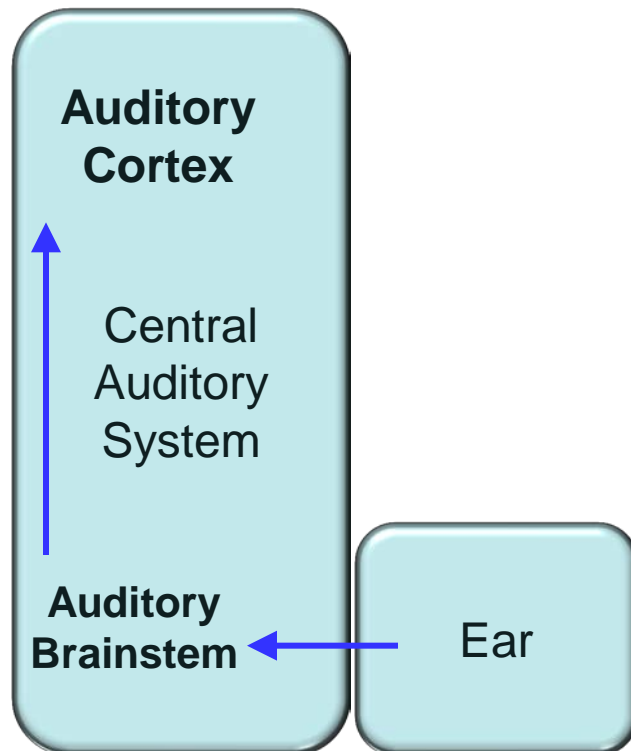 Auditory
Cortex
Central
Auditory
System
Auditory
Brainstem
Ear